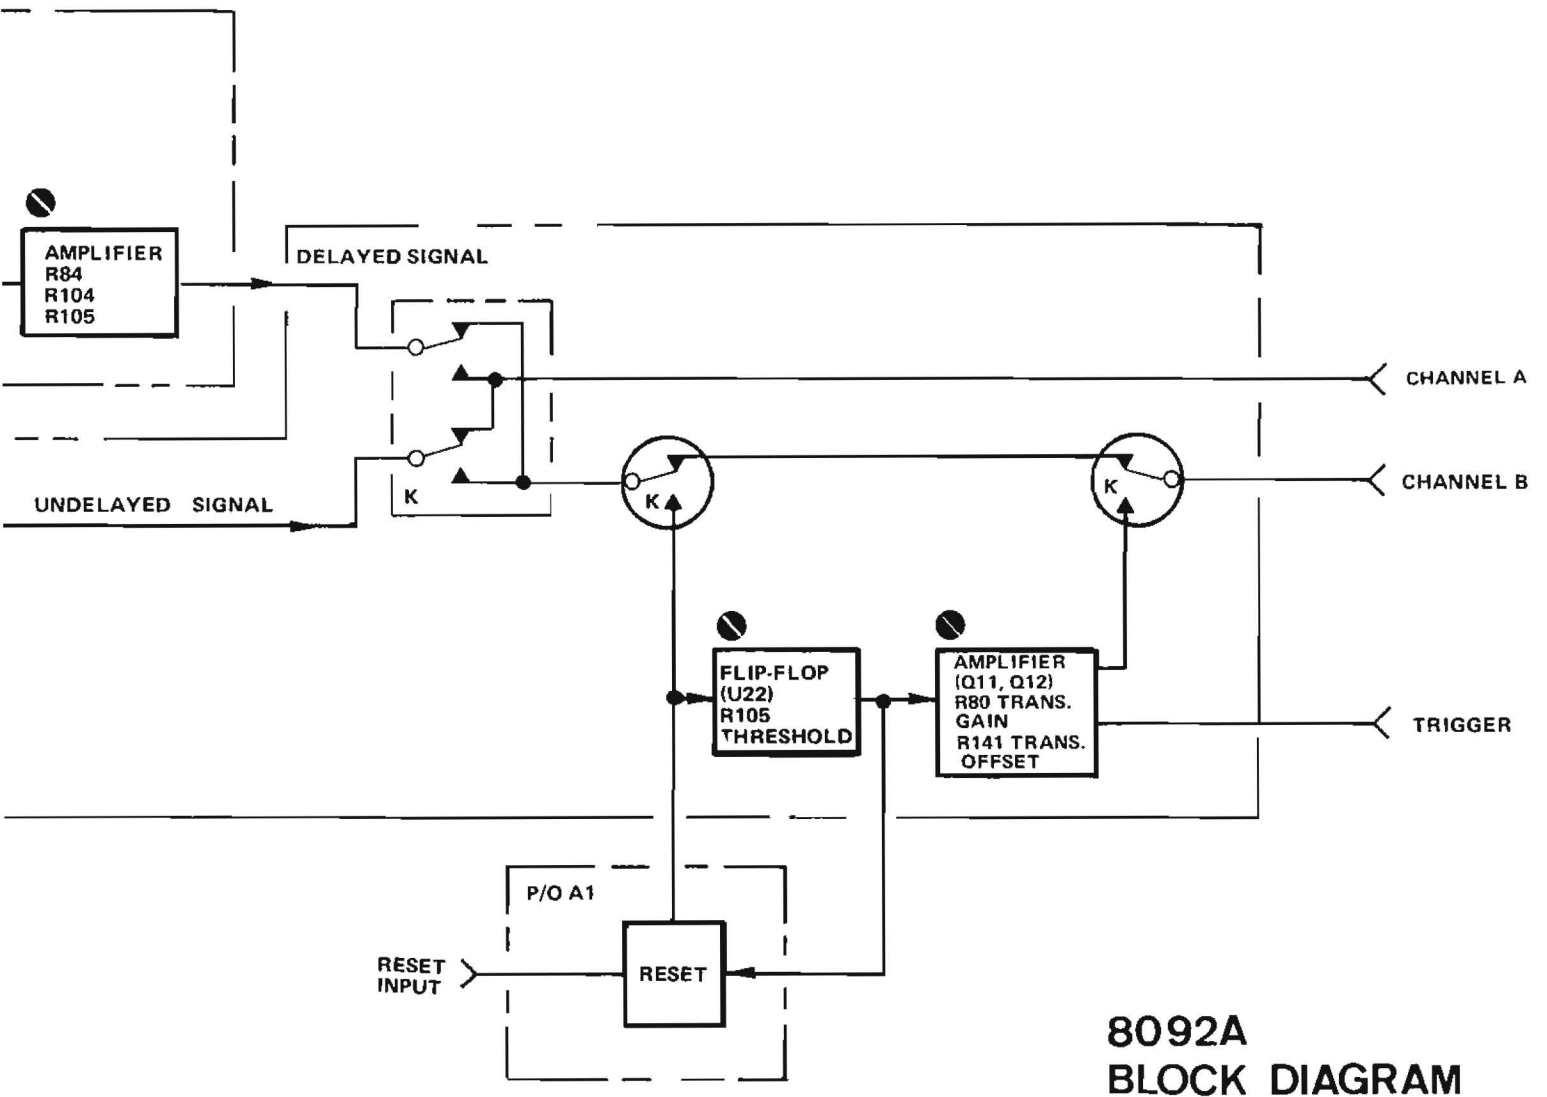 AMPLIFIER
R84
R104
R105
DELAYED SIGNAL
CHANNEL A
K
UNDELAYED SIGNAL
K
K
CHANNEL B
FLIP-FLOP
(U22)
R105
THRESHOLD
AMPLIFIER
(Q11, Q12)
R80 TRANS.
GAIN
R141 TRANS.
OFFSET
TRIGGER
P/O A1
RESET
INPUT
RESET
8092A
BLOCK DIAGRAM